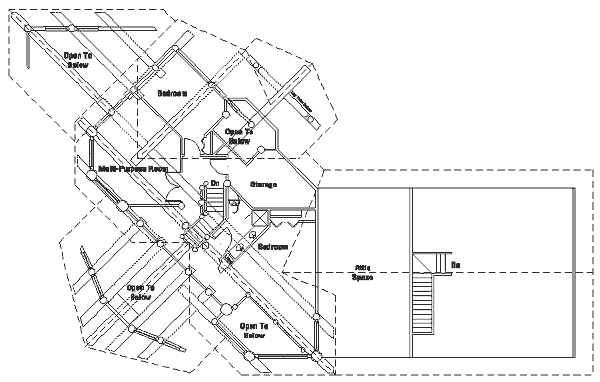 Open To
Below
Bedroom
Open To
Below
Multi-Purpose Room
Dn
Storage
Bedroom
Attic
Space
Dn
Open To
Below
Open To
Below